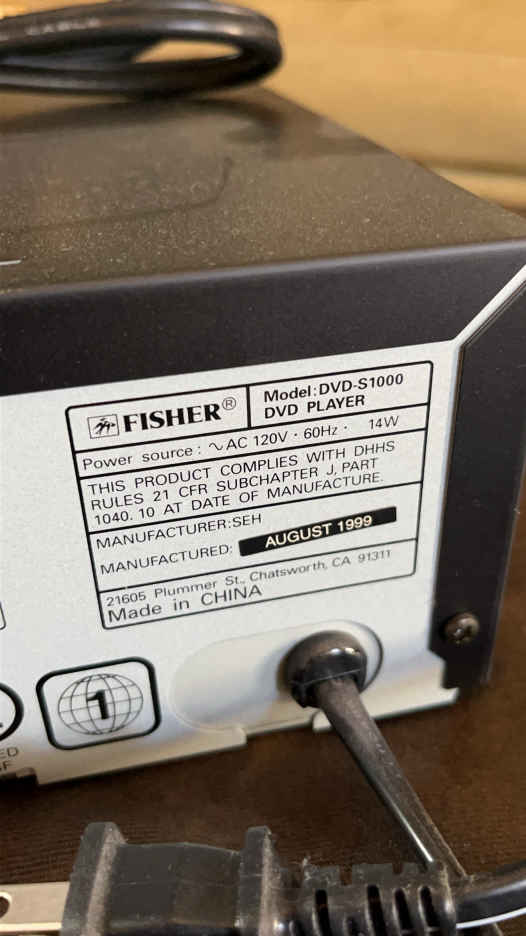 FISHER®
Model:DVD-S1000
DVD PLAYER
Power source : ∿ AC 120V · 60Hz · 14W
THIS PRODUCT COMPLIES WITH DHHS
RULES 21 CFR SUBCHAPTER J, PART
1040.10 AT DATE OF MANUFACTURE.
MANUFACTURER:SEH
MANUFACTURED: AUGUST 1999
21605 Plummer St., Chatsworth, CA 91311
Made in CHINA
1